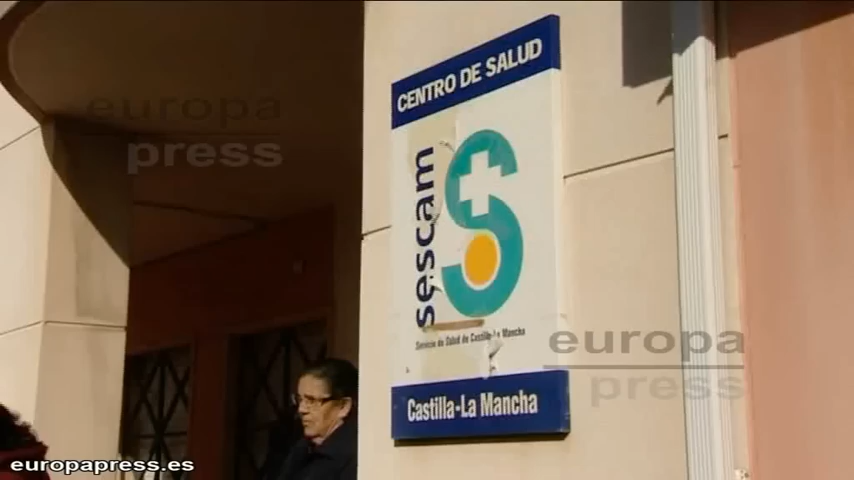 CENTRO DE SALUD
sescam
Servicio de Salud de Castilla-La Mancha
Castilla-La Mancha
europa
press
europa
press
europapress.es